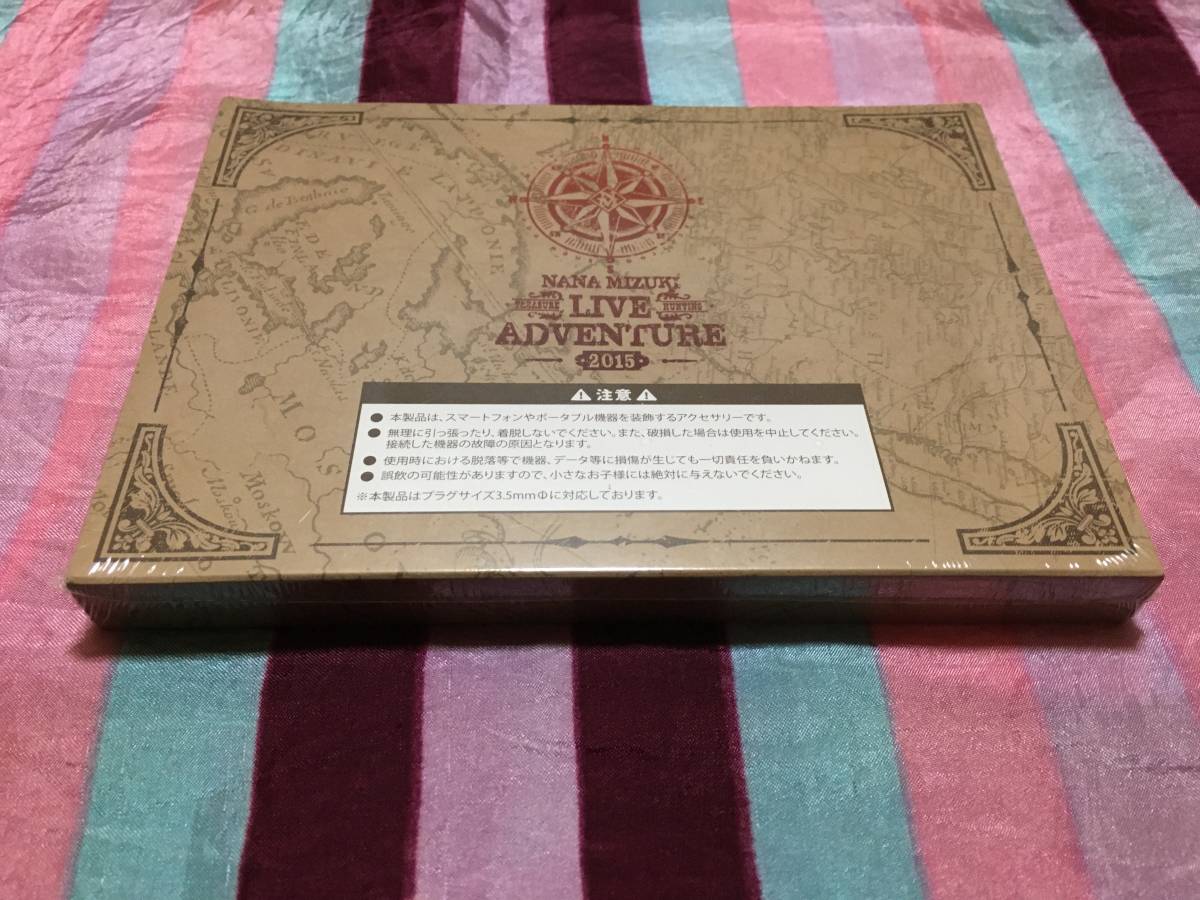 NANA MIZUKI
TREASURE LIVE HUNTING
ADVENTURE
2015
注意
● 本製品は、スマートフォンやポータブル機器を装飾するアクセサリーです。
● 無理に引っ張ったり、着脱しないでください。また、破損した場合は使用を中止してください。
接続した機器の故障の原因となります。
● 使用時における脱落等で機器、データ等に損傷が生じても一切責任を負いかねます。
● 誤飲の可能性がありますので、小さなお子様には絶対に与えないでください。
※本製品はプラグサイズ3.5mmΦに対応しております。
G. de Bothnie
LAPPONIE
Moskow